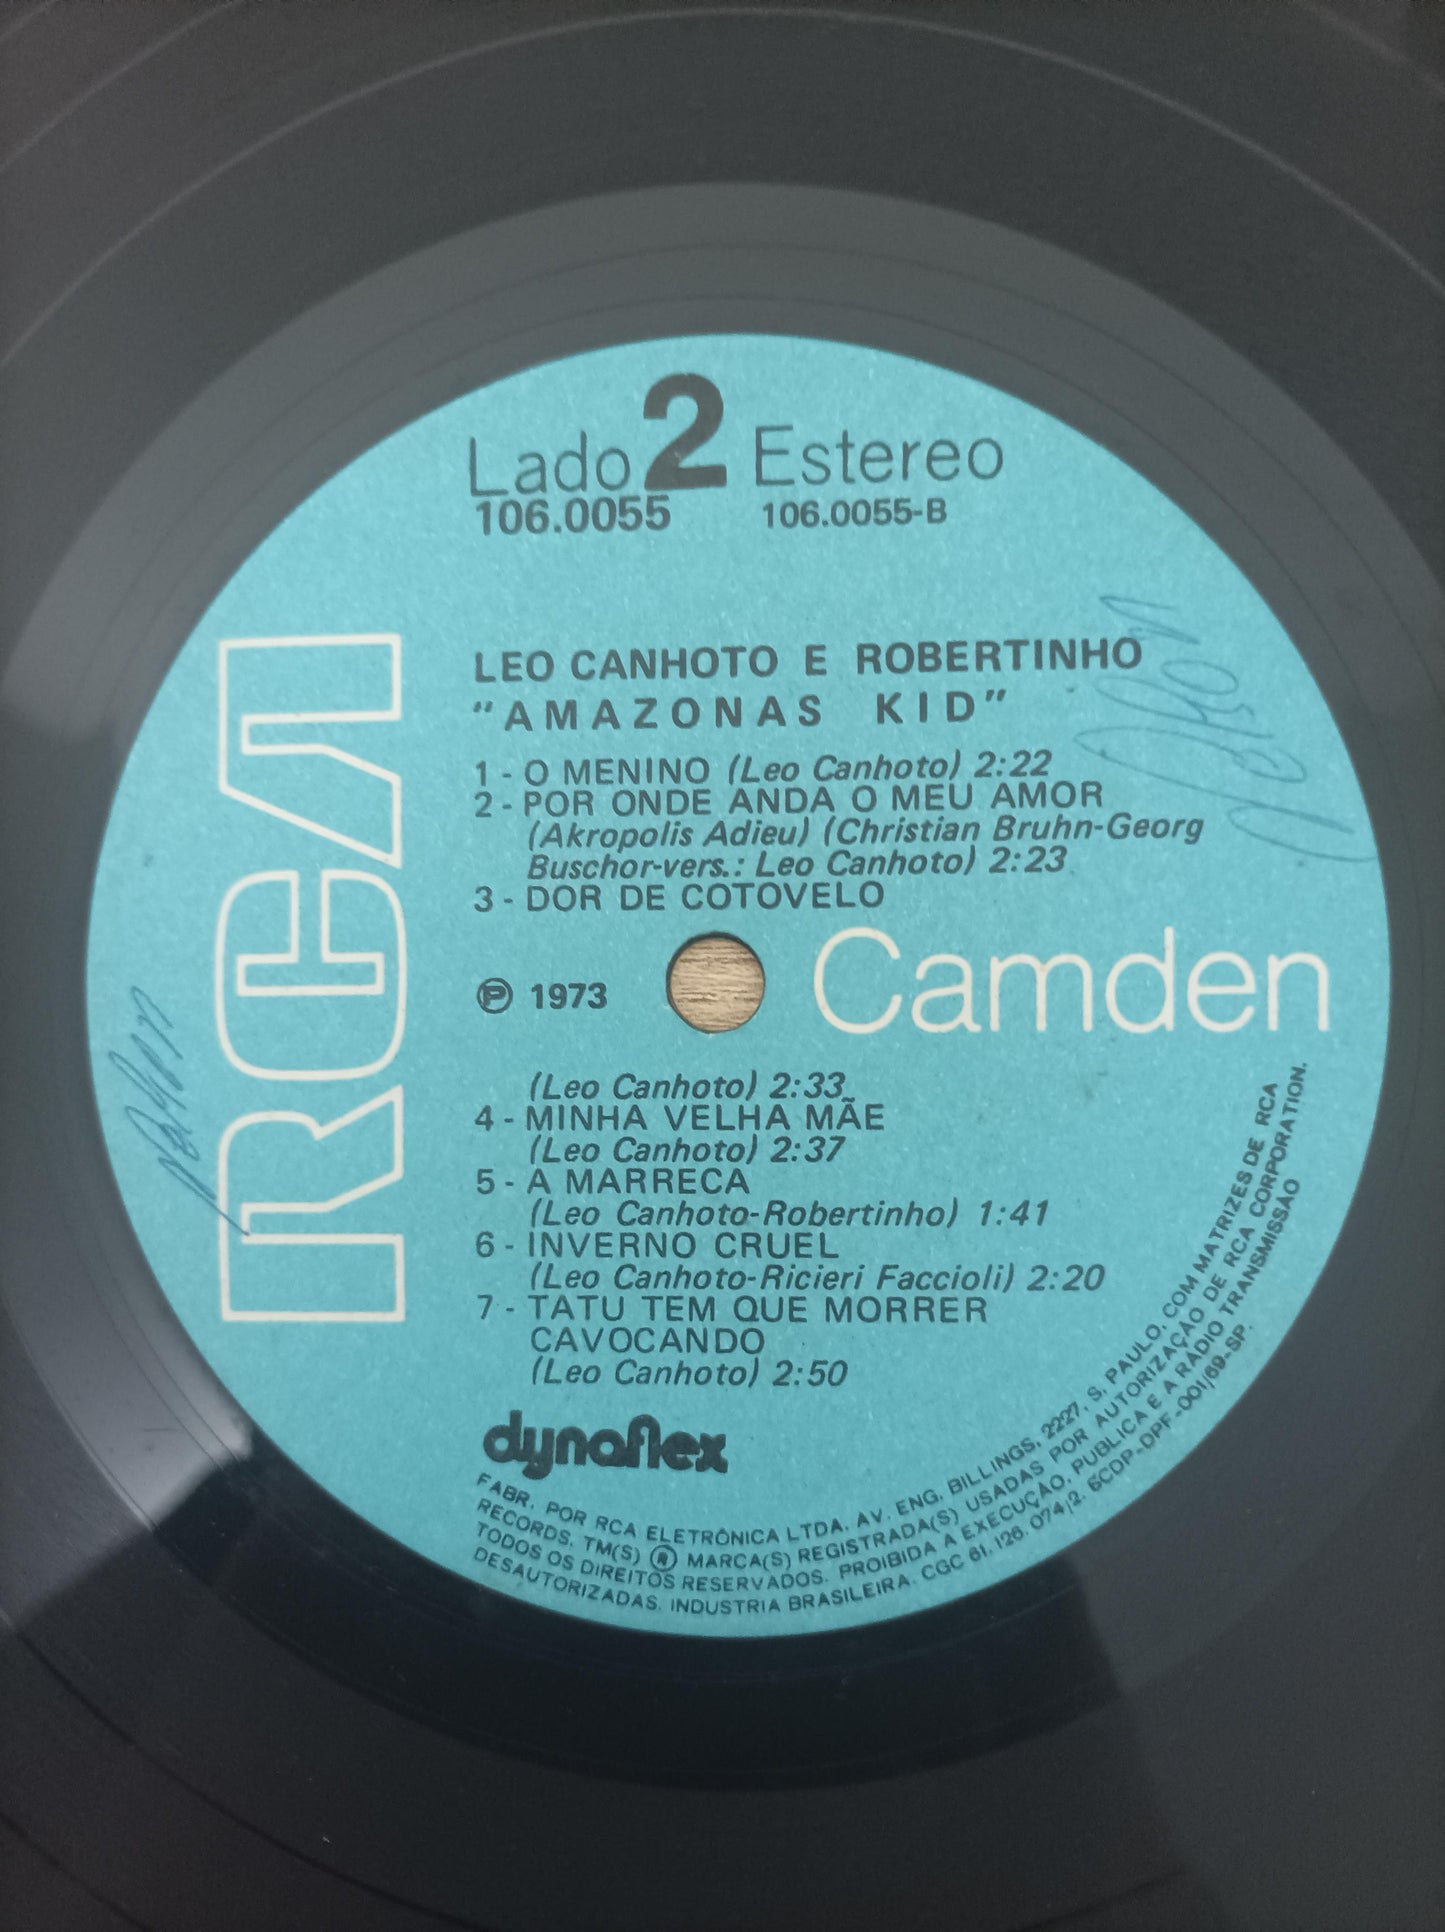 Lado 2 Estereo
106.0055 106.0055-B
LEO CANHOTO E ROBERTINHO
"AMAZONAS KID"
1 - O MENINO (Leo Canhoto) 2:22
2 - POR ONDE ANDA O MEU AMOR
(Akropolis Adieu) (Christian Bruhn-Georg
Buschor-vers.: Leo Canhoto) 2:23
3 - DOR DE COTOVELO
℗ 1973
RCA
Camden
(Leo Canhoto) 2:33
4 - MINHA VELHA MÃE
(Leo Canhoto) 2:37
5 - A MARRECA
(Leo Canhoto-Robertinho) 1:41
6 - INVERNO CRUEL
(Leo Canhoto-Ricieri Faccioli) 2:20
7 - TATU TEM QUE MORRER
CAVOCANDO
(Leo Canhoto) 2:50
dynaflex
FABR. POR RCA ELETRÔNICA LTDA. AV. ENG. BILLINGS, 2227, S. PAULO, COM MATRIZES DE RCA
RECORDS. TM(S) ® MARCA(S) REGISTRADA(S) USADAS POR AUTORIZAÇÃO DE RCA CORPORATION.
TODOS OS DIREITOS RESERVADOS. PROIBIDA A EXECUÇÃO, PUBLICA E A RÁDIO TRANSMISSÃO
DESAUTORIZADAS. INDUSTRIA BRASILEIRA. CGC 61.126.074/2. SCDP-DPF-001/69-SP.